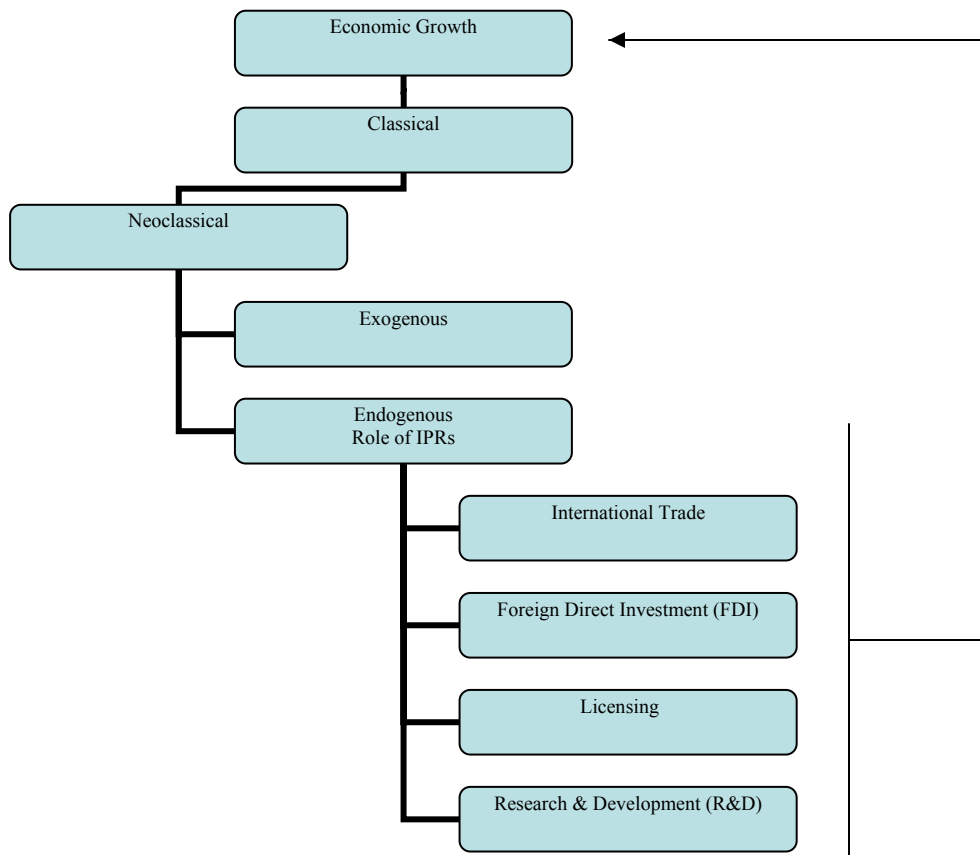 Economic Growth
Classical
Neoclassical
Exogenous
Endogenous
Role of IPRs
International Trade
Foreign Direct Investment (FDI)
Licensing
Research & Development (R&D)